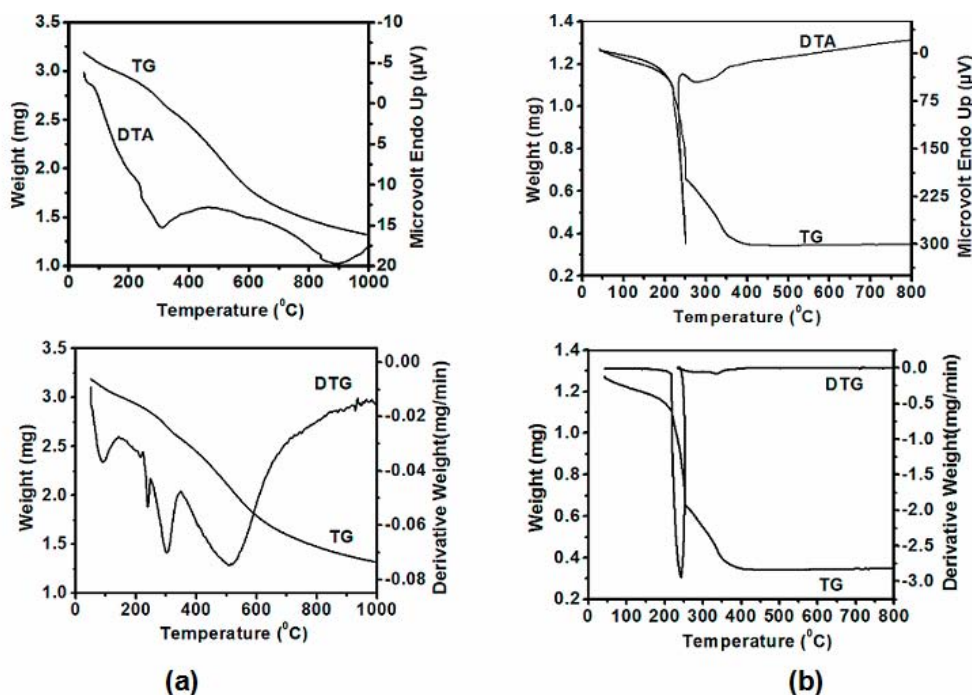 3.5
3.0
2.5
2.0
1.5
1.0
Weight (mg)
TG
DTA
-10
-5
0
5
10
15
20
Microvolt Endo Up (µV)
0 200 400 600 800 1000
Temperature (⁰C)
1.4
1.2
1.0
0.8
0.6
0.4
0.2
Weight (mg)
DTA
TG
0
75
150
225
300
Microvolt Endo Up (µV)
0 100 200 300 400 500 600 700 800
Temperature (⁰C)
3.5
3.0
2.5
2.0
1.5
1.0
Weight (mg)
DTG
TG
0.00
-0.02
-0.04
-0.06
-0.08
Derivative Weight(mg/min)
0 200 400 600 800 1000
Temperature (⁰C)
1.4
1.2
1.0
0.8
0.6
0.4
0.2
Weight (mg)
DTG
TG
0.0
-0.5
-1.0
-1.5
-2.0
-2.5
-3.0
Derivative Weight(mg/min)
0 100 200 300 400 500 600 700 800
Temperature (⁰C)
(a)
(b)